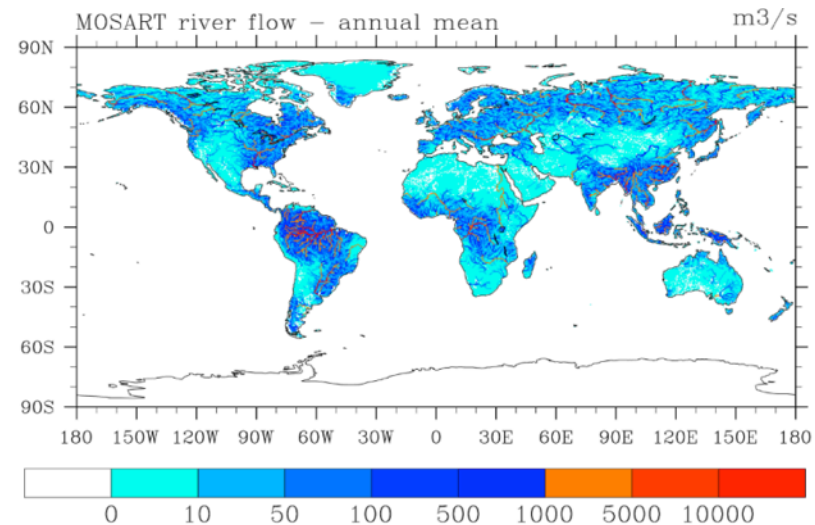 MOSART river flow – annual mean m3/s
90N
60N
30N
0
30S
60S
90S
180 150W 120W 90W 60W 30W 0 30E 60E 90E 120E 150E 180
0 10 50 100 500 1000 5000 10000